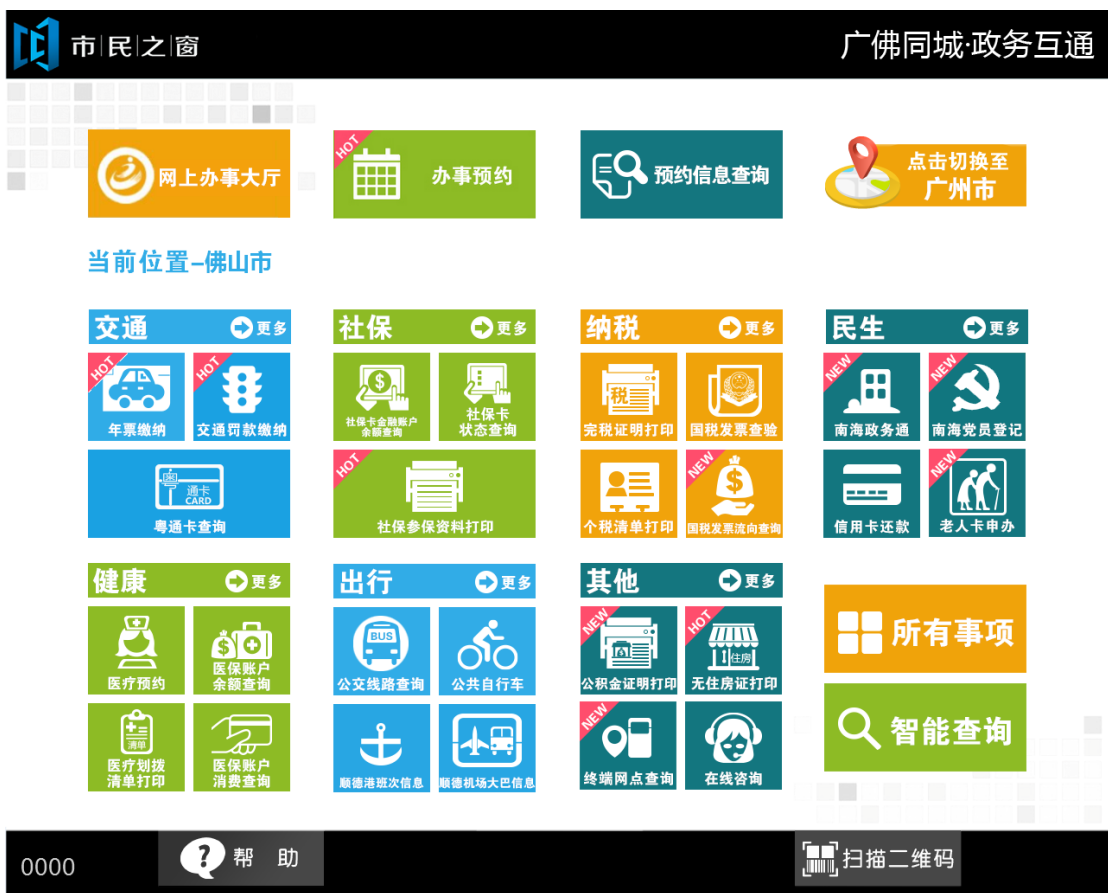 市民之窗
广佛同城·政务互通
网上办事大厅
HOT
办事预约
预约信息查询
点击切换至
广州市
当前位置-佛山市
交通
更多
社保
更多
纳税
更多
民生
更多
HOT
年票缴纳
HOT
交通罚款缴纳
社保卡金融账户
余额查询
社保卡
状态查询
税
完税证明打印
国税发票查验
NEW
南海政务通
NEW
南海党员登记
通卡
CARD
粤通卡查询
HOT
社保参保资料打印
个税清单打印
NEW
国税发票流向查询
信用卡还款
NEW
老人卡申办
健康
更多
出行
更多
其他
更多
所有事项
医疗预约
医保账户
余额查询
BUS
公交线路查询
公共自行车
NEW
公积金证明打印
HOT
住房
无住房证打印
清单
医疗划拨
清单打印
医保账户
消费查询
顺德港班次信息
顺德机场大巴信息
NEW
终端网点查询
在线咨询
智能查询
0000
帮 助
扫描二维码